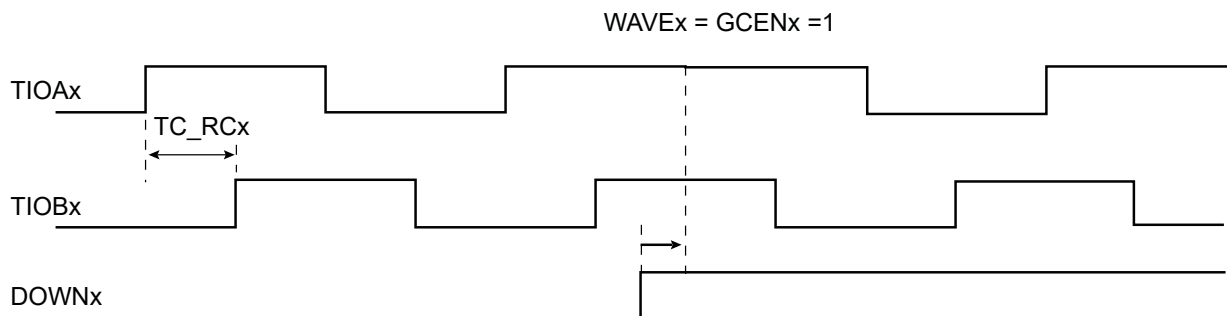 WAVEx = GCENx =1
TIOAx
TC_RCx
TIOBx
DOWNx